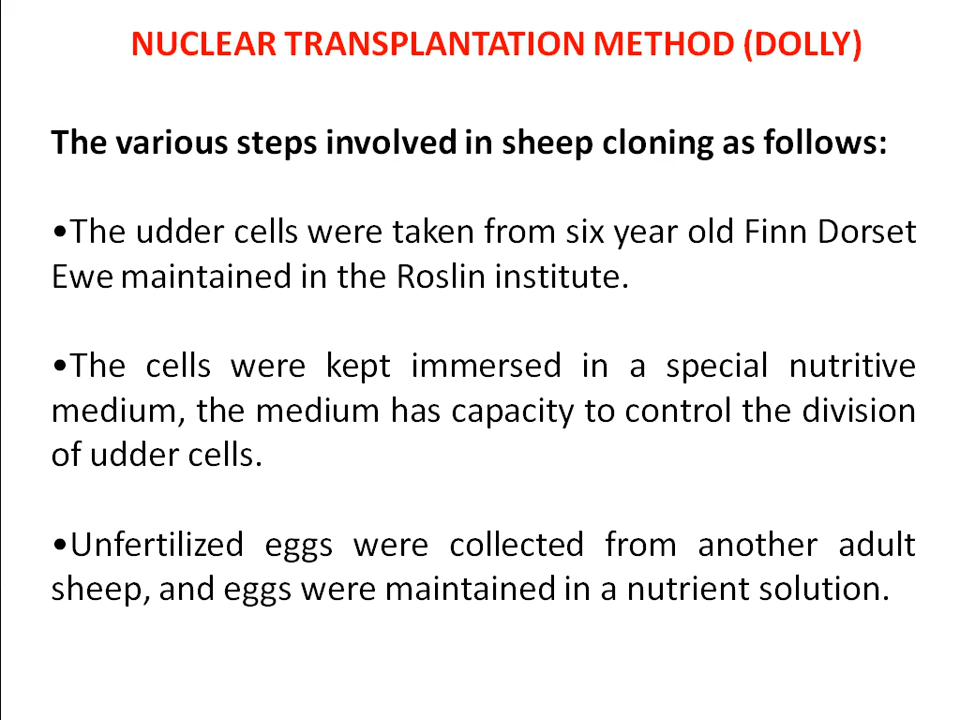 NUCLEAR TRANSPLANTATION METHOD (DOLLY)
The various steps involved in sheep cloning as follows:
•The udder cells were taken from six year old Finn Dorset
Ewe maintained in the Roslin institute.
•The cells were kept immersed in a special nutritive
medium, the medium has capacity to control the division
of udder cells.
•Unfertilized eggs were collected from another adult
sheep, and eggs were maintained in a nutrient solution.